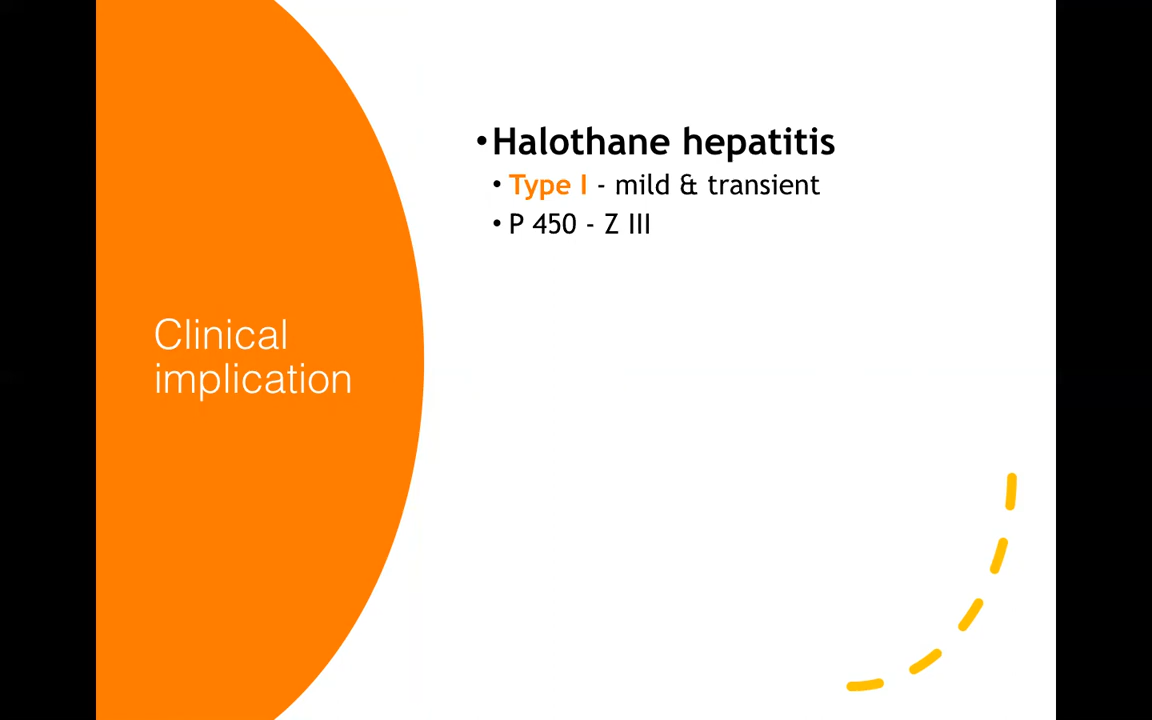 Clinical
implication
•Halothane hepatitis
• Type I - mild & transient
• P 450 - Z III